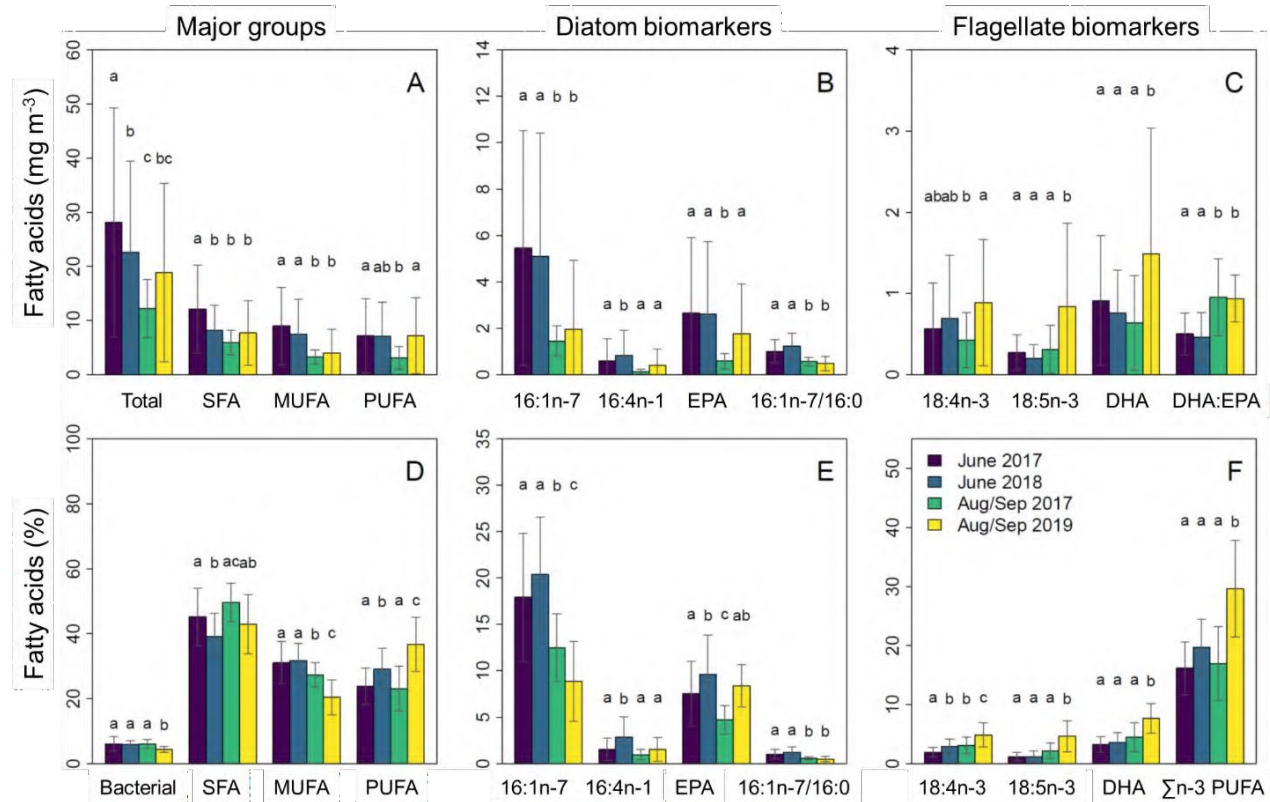 Major groups
Diatom biomarkers
Flagellate biomarkers
Fatty acids (mg m⁻³)
60
50
40
30
20
10
0
A
a
b
c bc
a b b b
a a b b
a ab b a
Total SFA MUFA PUFA
14
12
10
8
6
4
2
0
B
a a b b
a b a a
a a b a
a a b b
16:1n-7 16:4n-1 EPA 16:1n-7/16:0
4
3
2
1
0
C
abab b a
a a a b
a a a b
a a b b
18:4n-3 18:5n-3 DHA DHA:EPA
Fatty acids (%)
100
80
60
40
20
0
D
a a a b
a b acab
a a b c
a b a c
Bacterial SFA MUFA PUFA
35
30
25
20
15
10
5
0
E
a a b c
a b a a
a b c ab
a a b b
16:1n-7 16:4n-1 EPA 16:1n-7/16:0
50
40
30
20
10
0
F
June 2017
June 2018
Aug/Sep 2017
Aug/Sep 2019
a b b c
a a a b
a a a b
a a a b
18:4n-3 18:5n-3 DHA ∑n-3 PUFA